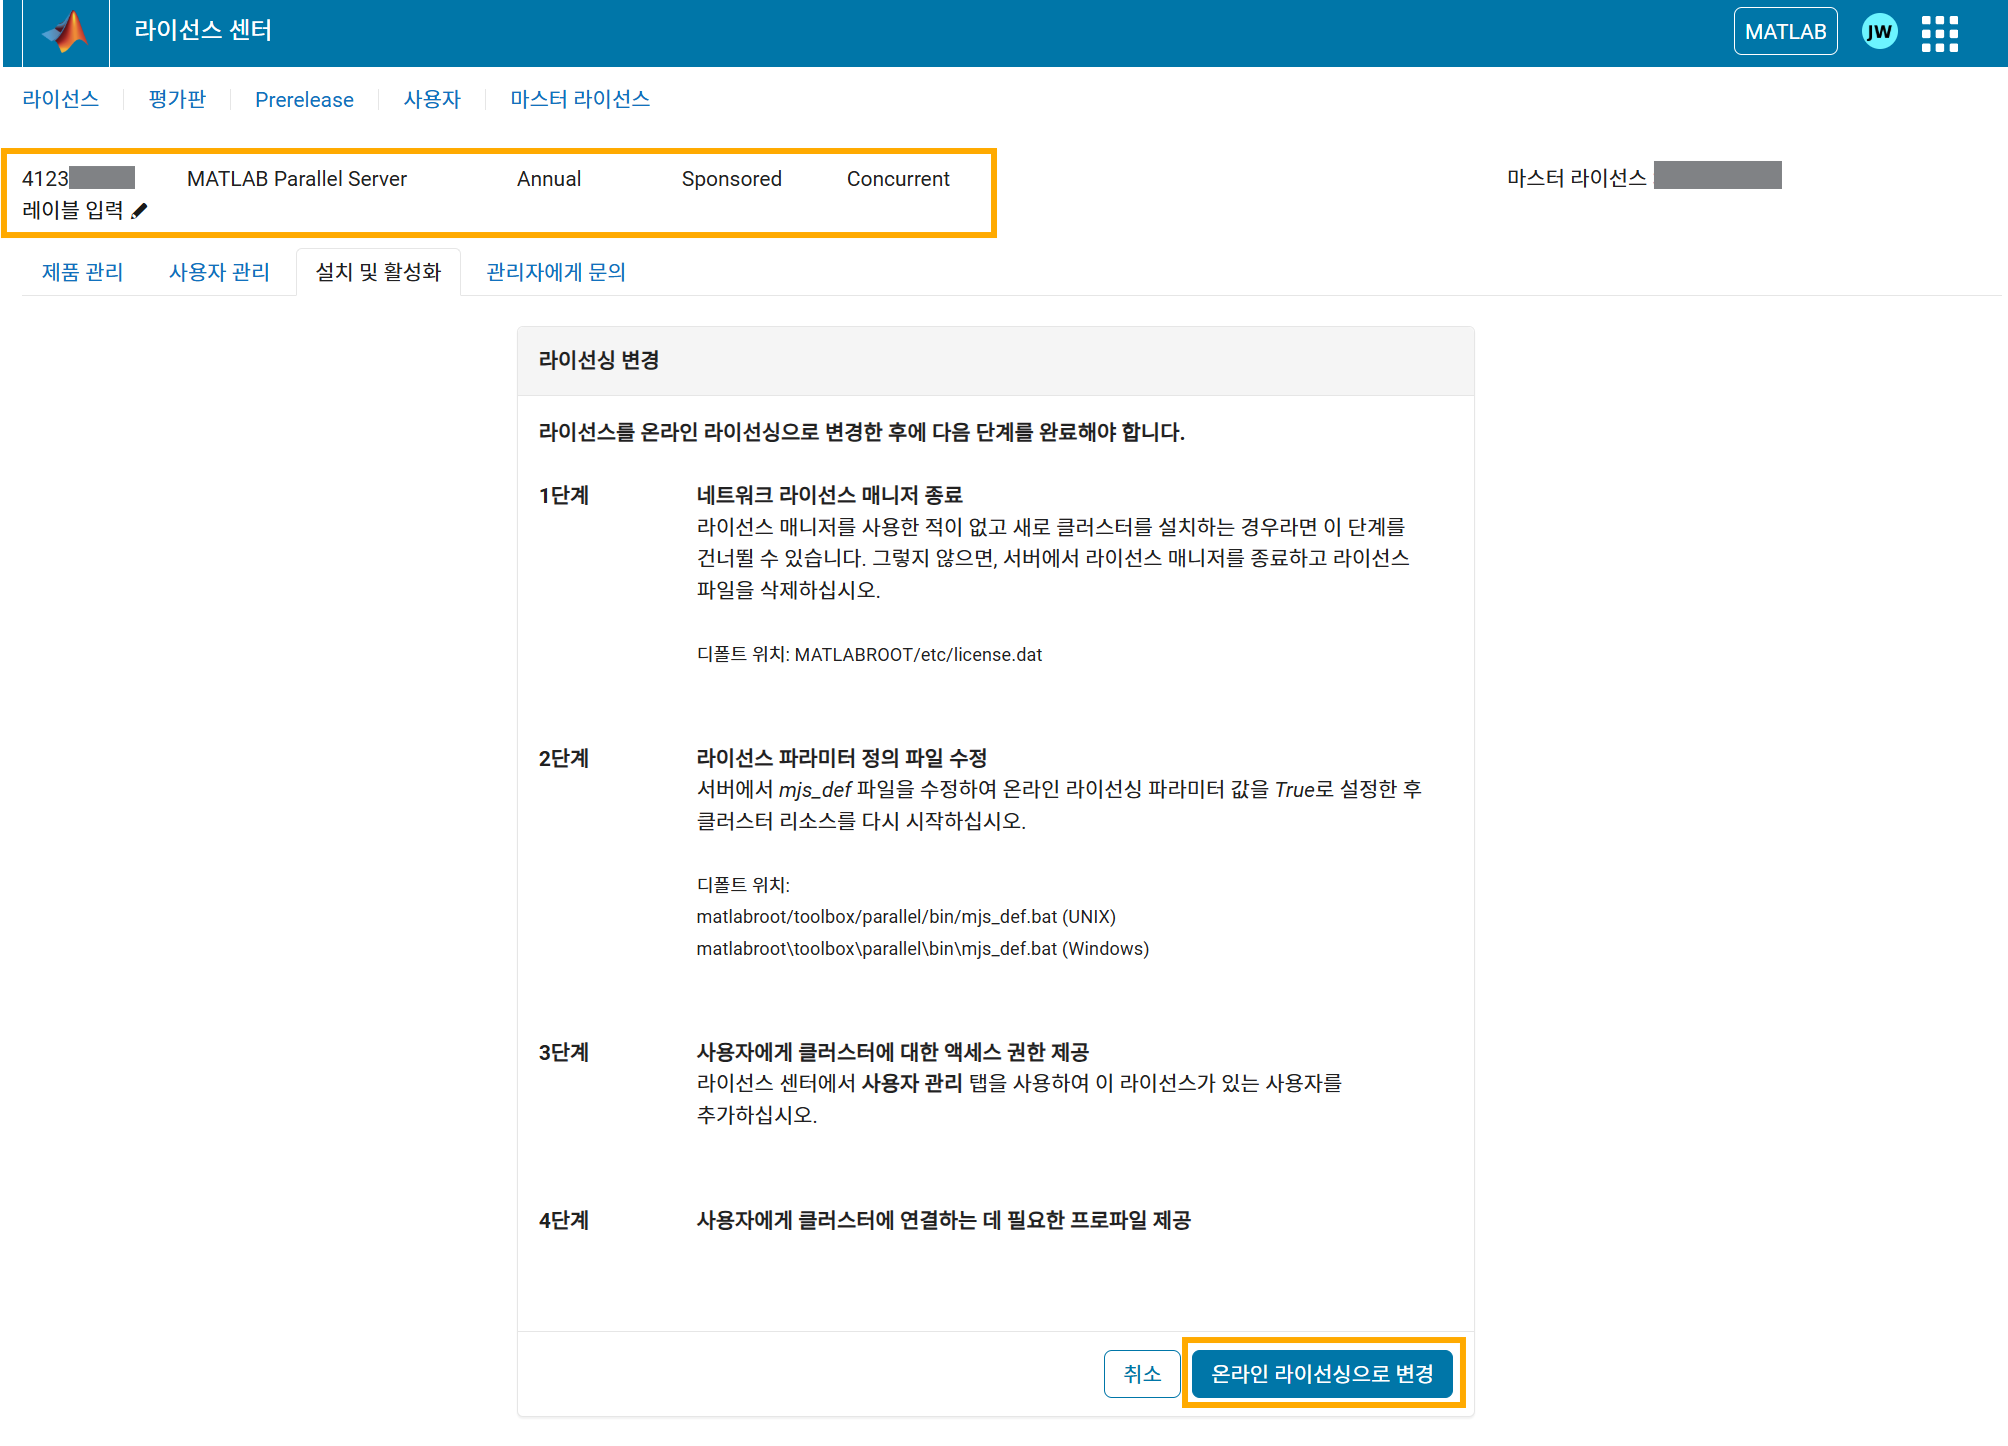 라이선스 센터
MATLAB
JW
라이선스
평가판
Prerelease
사용자
마스터 라이선스
4123
MATLAB Parallel Server
Annual
Sponsored
Concurrent
마스터 라이선스
레이블 입력
제품 관리
사용자 관리
설치 및 활성화
관리자에게 문의
라이선싱 변경
라이선스를 온라인 라이선싱으로 변경한 후에 다음 단계를 완료해야 합니다.
1단계
네트워크 라이선스 매니저 종료
라이선스 매니저를 사용한 적이 없고 새로 클러스터를 설치하는 경우라면 이 단계를
건너뛸 수 있습니다. 그렇지 않으면, 서버에서 라이선스 매니저를 종료하고 라이선스
파일을 삭제하십시오.
디폴트 위치: MATLABROOT/etc/license.dat
2단계
라이선스 파라미터 정의 파일 수정
서버에서 mjs_def 파일을 수정하여 온라인 라이선싱 파라미터 값을 True로 설정한 후
클러스터 리소스를 다시 시작하십시오.
디폴트 위치:
matlabroot/toolbox/parallel/bin/mjs_def.bat (UNIX)
matlabroot\toolbox\parallel\bin\mjs_def.bat (Windows)
3단계
사용자에게 클러스터에 대한 액세스 권한 제공
라이선스 센터에서 사용자 관리 탭을 사용하여 이 라이선스가 있는 사용자를
추가하십시오.
4단계
사용자에게 클러스터에 연결하는 데 필요한 프로파일 제공
취소
온라인 라이선싱으로 변경